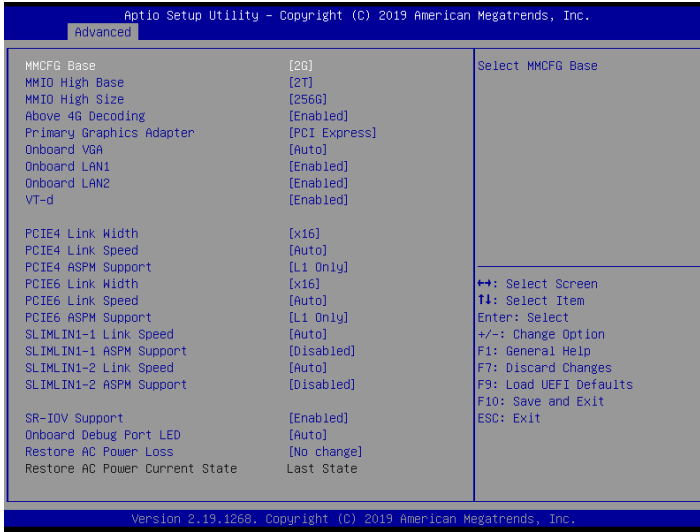 Aptio Setup Utility – Copyright (C) 2019 American Megatrends, Inc.
Advanced
MMCFG Base [2G]
MMIO High Base [2T]
MMIO High Size [256G]
Above 4G Decoding [Enabled]
Primary Graphics Adapter [PCI Express]
Onboard VGA [Auto]
Onboard LAN1 [Enabled]
Onboard LAN2 [Enabled]
VT-d [Enabled]
PCIE4 Link Width [x16]
PCIE4 Link Speed [Auto]
PCIE4 ASPM Support [L1 Only]
PCIE6 Link Width [x16]
PCIE6 Link Speed [Auto]
PCIE6 ASPM Support [L1 Only]
SLIMLIN1-1 Link Speed [Auto]
SLIMLIN1-1 ASPM Support [Disabled]
SLIMLIN1-2 Link Speed [Auto]
SLIMLIN1-2 ASPM Support [Disabled]
SR-IOV Support [Enabled]
Onboard Debug Port LED [Auto]
Restore AC Power Loss [No change]
Restore AC Power Current State Last State
Select MMCFG Base
↔: Select Screen
↑↓: Select Item
Enter: Select
+/-: Change Option
F1: General Help
F7: Discard Changes
F9: Load UEFI Defaults
F10: Save and Exit
ESC: Exit
Version 2.19.1268. Copyright (C) 2019 American Megatrends, Inc.